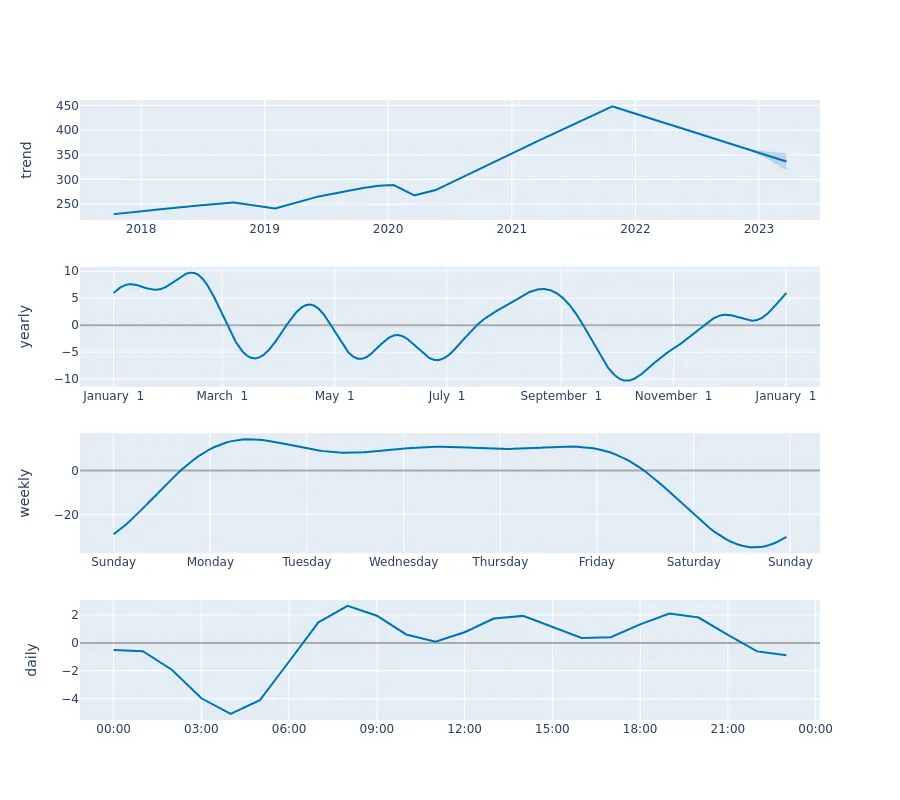 450
400
350
300
250
trend
2018 2019 2020 2021 2022 2023
10
5
0
−5
−10
yearly
January 1 March 1 May 1 July 1 September 1 November 1 January 1
0
−20
weekly
Sunday Monday Tuesday Wednesday Thursday Friday Saturday Sunday
2
0
−2
−4
daily
00:00 03:00 06:00 09:00 12:00 15:00 18:00 21:00 00:00